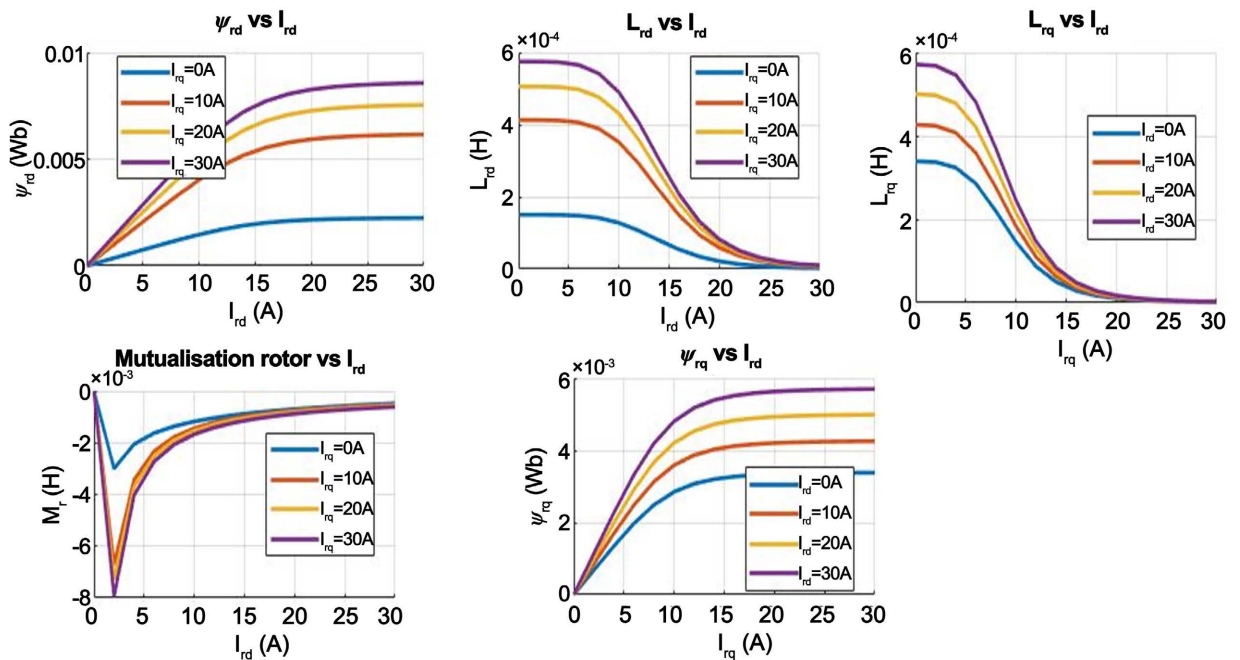 ψrd vs Ird
0.01
0.005
0
ψrd (Wb)
Irq=0A
Irq=10A
Irq=20A
Irq=30A
0 5 10 15 20 25 30
Ird (A)
Lrd vs Ird
×10-4
6
4
2
0
Lrd (H)
Irq=0A
Irq=10A
Irq=20A
Irq=30A
0 5 10 15 20 25 30
Ird (A)
Lrq vs Ird
×10-4
6
4
2
0
Lrq (H)
Ird=0A
Ird=10A
Ird=20A
Ird=30A
0 5 10 15 20 25 30
Irq (A)
Mutualisation rotor vs Ird
×10-3
0
-2
-4
-6
-8
Mr (H)
Irq=0A
Irq=10A
Irq=20A
Irq=30A
0 5 10 15 20 25 30
Ird (A)
ψrq vs Ird
×10-3
6
4
2
0
ψrq (Wb)
Ird=0A
Ird=10A
Ird=20A
Ird=30A
0 5 10 15 20 25 30
Irq (A)